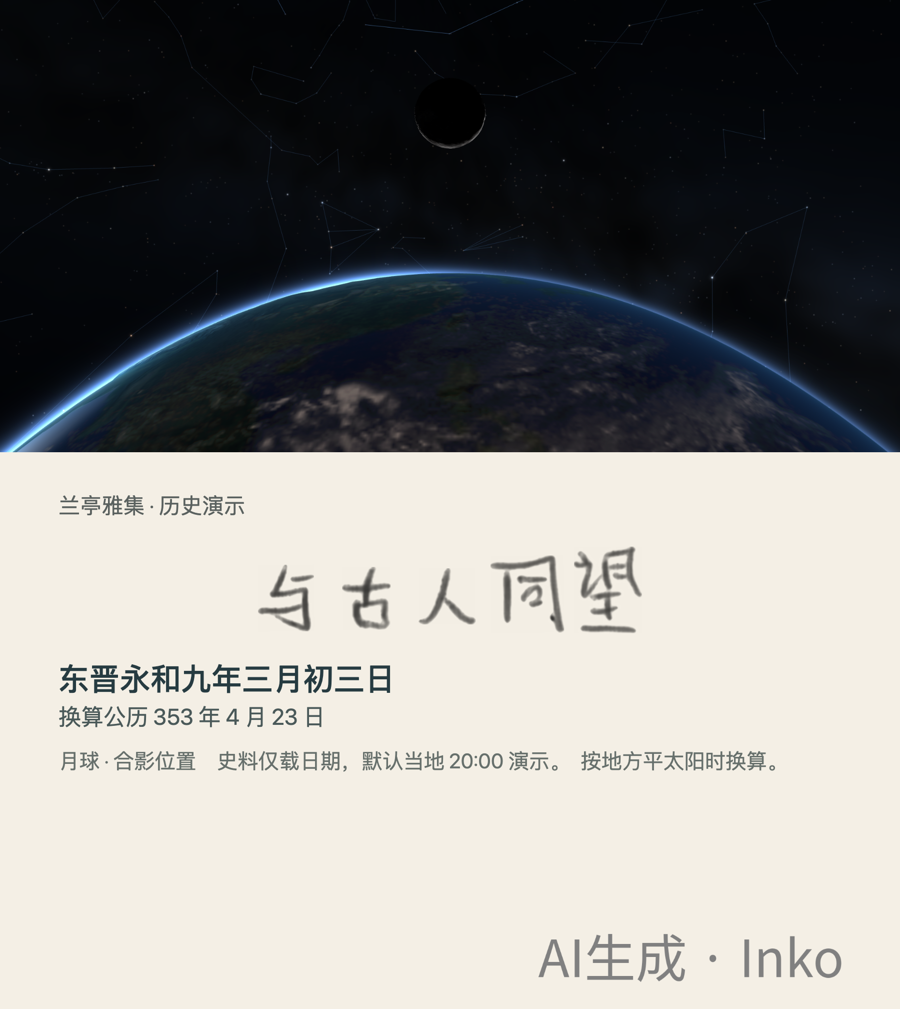 兰亭雅集 · 历史演示
与古人同望
东晋永和九年三月初三日
换算公历 353 年 4 月 23 日
月球 · 合影位置 史料仅载日期，默认当地 20:00 演示。 按地方平太阳时换算。
AI生成 · Inko